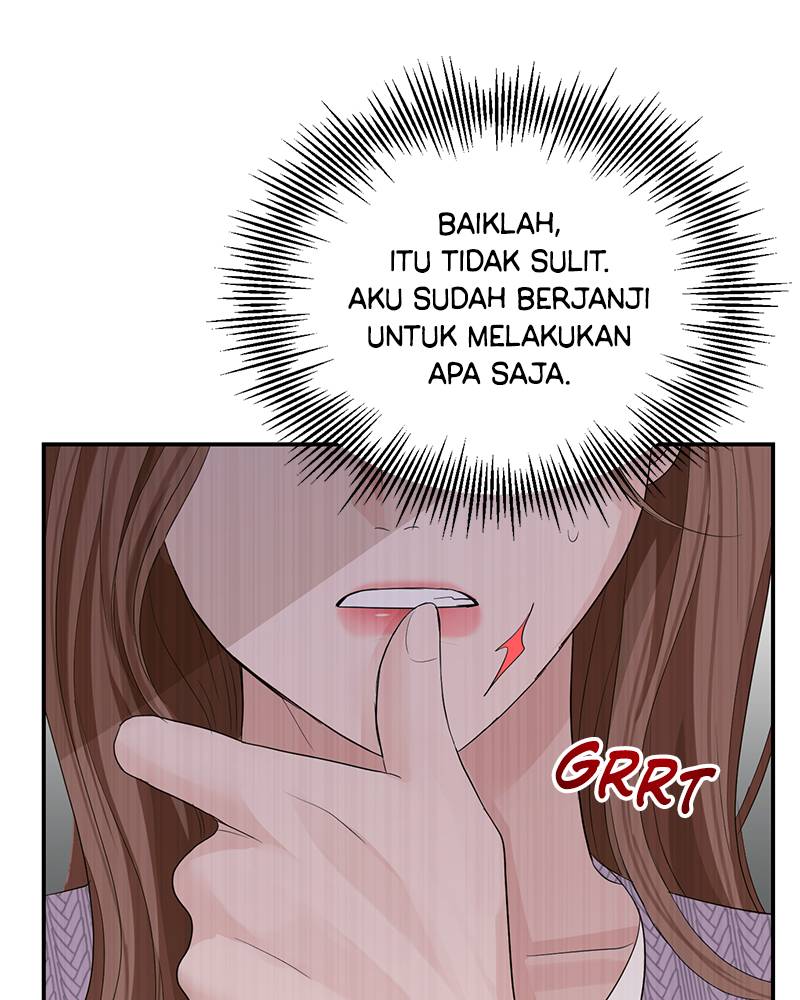 BAIKLAH,
ITU TIDAK SULIT.
AKU SUDAH BERJANJI
UNTUK MELAKUKAN
APA SAJA.
GRRT